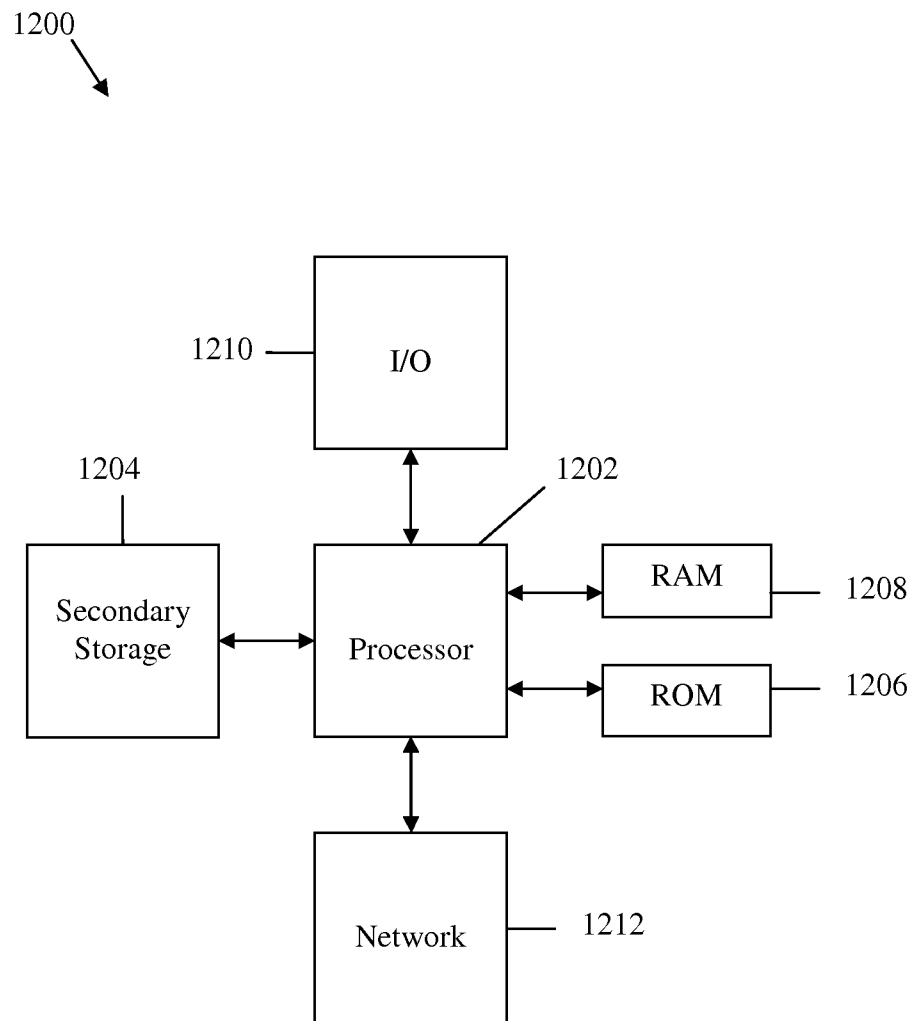 1200
1210
I/O
1204
1202
Secondary
Storage
Processor
RAM
1208
ROM
1206
Network
1212